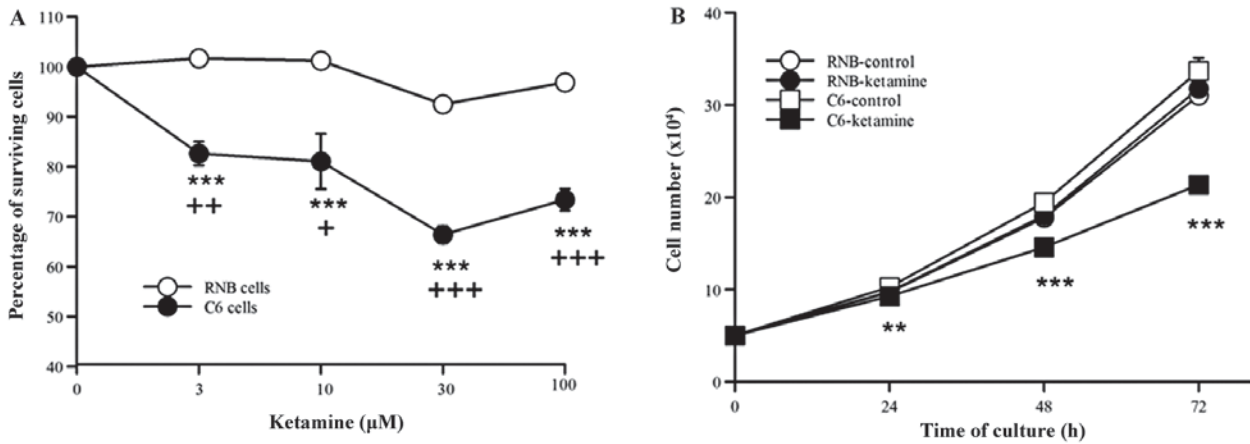 A
110
100
90
80
70
60
50
40
Percentage of surviving cells
***
++
***
+
***
+++
***
+++
RNB cells
C6 cells
0 3 10 30 100
Ketamine (µM)
B
40
30
20
10
0
Cell number (x10⁴)
RNB-control
RNB-ketamine
C6-control
C6-ketamine
**
***
***
0 24 48 72
Time of culture (h)